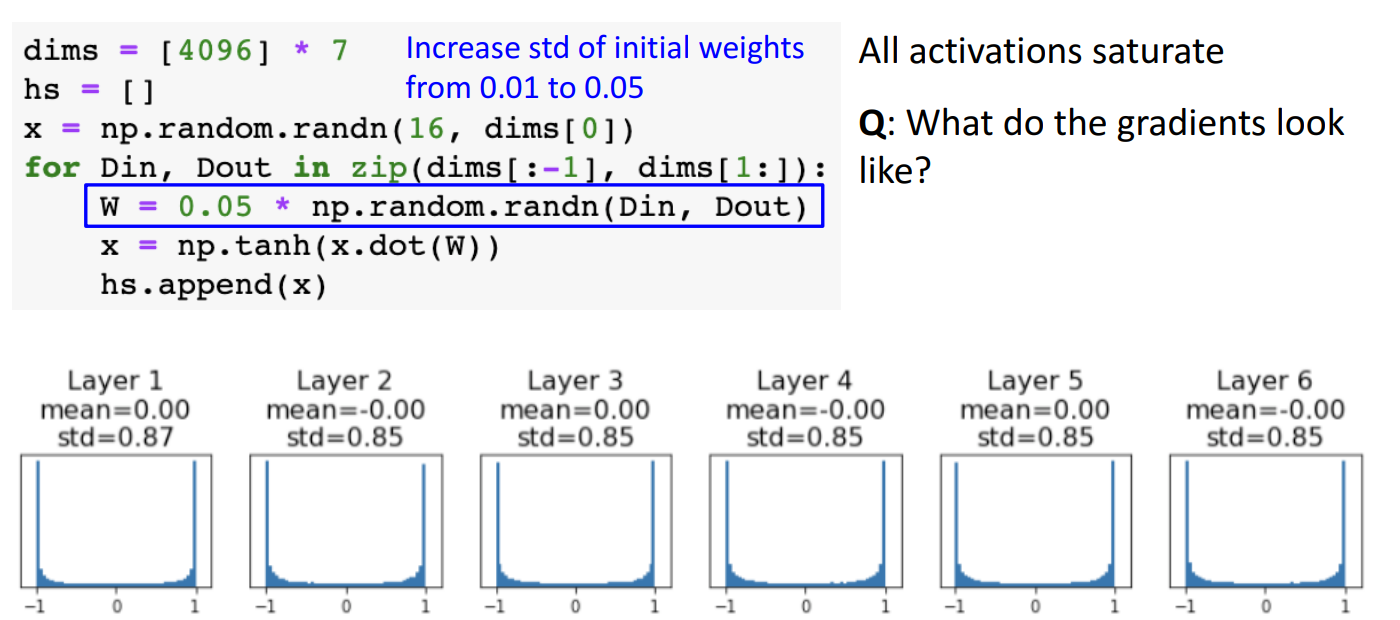 dims = [4096] * 7
Increase std of initial weights
from 0.01 to 0.05
hs = []
x = np.random.randn(16, dims[0])
for Din, Dout in zip(dims[:-1], dims[1:]):
W = 0.05 * np.random.randn(Din, Dout)
x = np.tanh(x.dot(W))
hs.append(x)
All activations saturate
Q: What do the gradients look
like?
Layer 1
mean=0.00
std=0.87
-1 0 1
Layer 2
mean=-0.00
std=0.85
-1 0 1
Layer 3
mean=0.00
std=0.85
-1 0 1
Layer 4
mean=-0.00
std=0.85
-1 0 1
Layer 5
mean=0.00
std=0.85
-1 0 1
Layer 6
mean=-0.00
std=0.85
-1 0 1